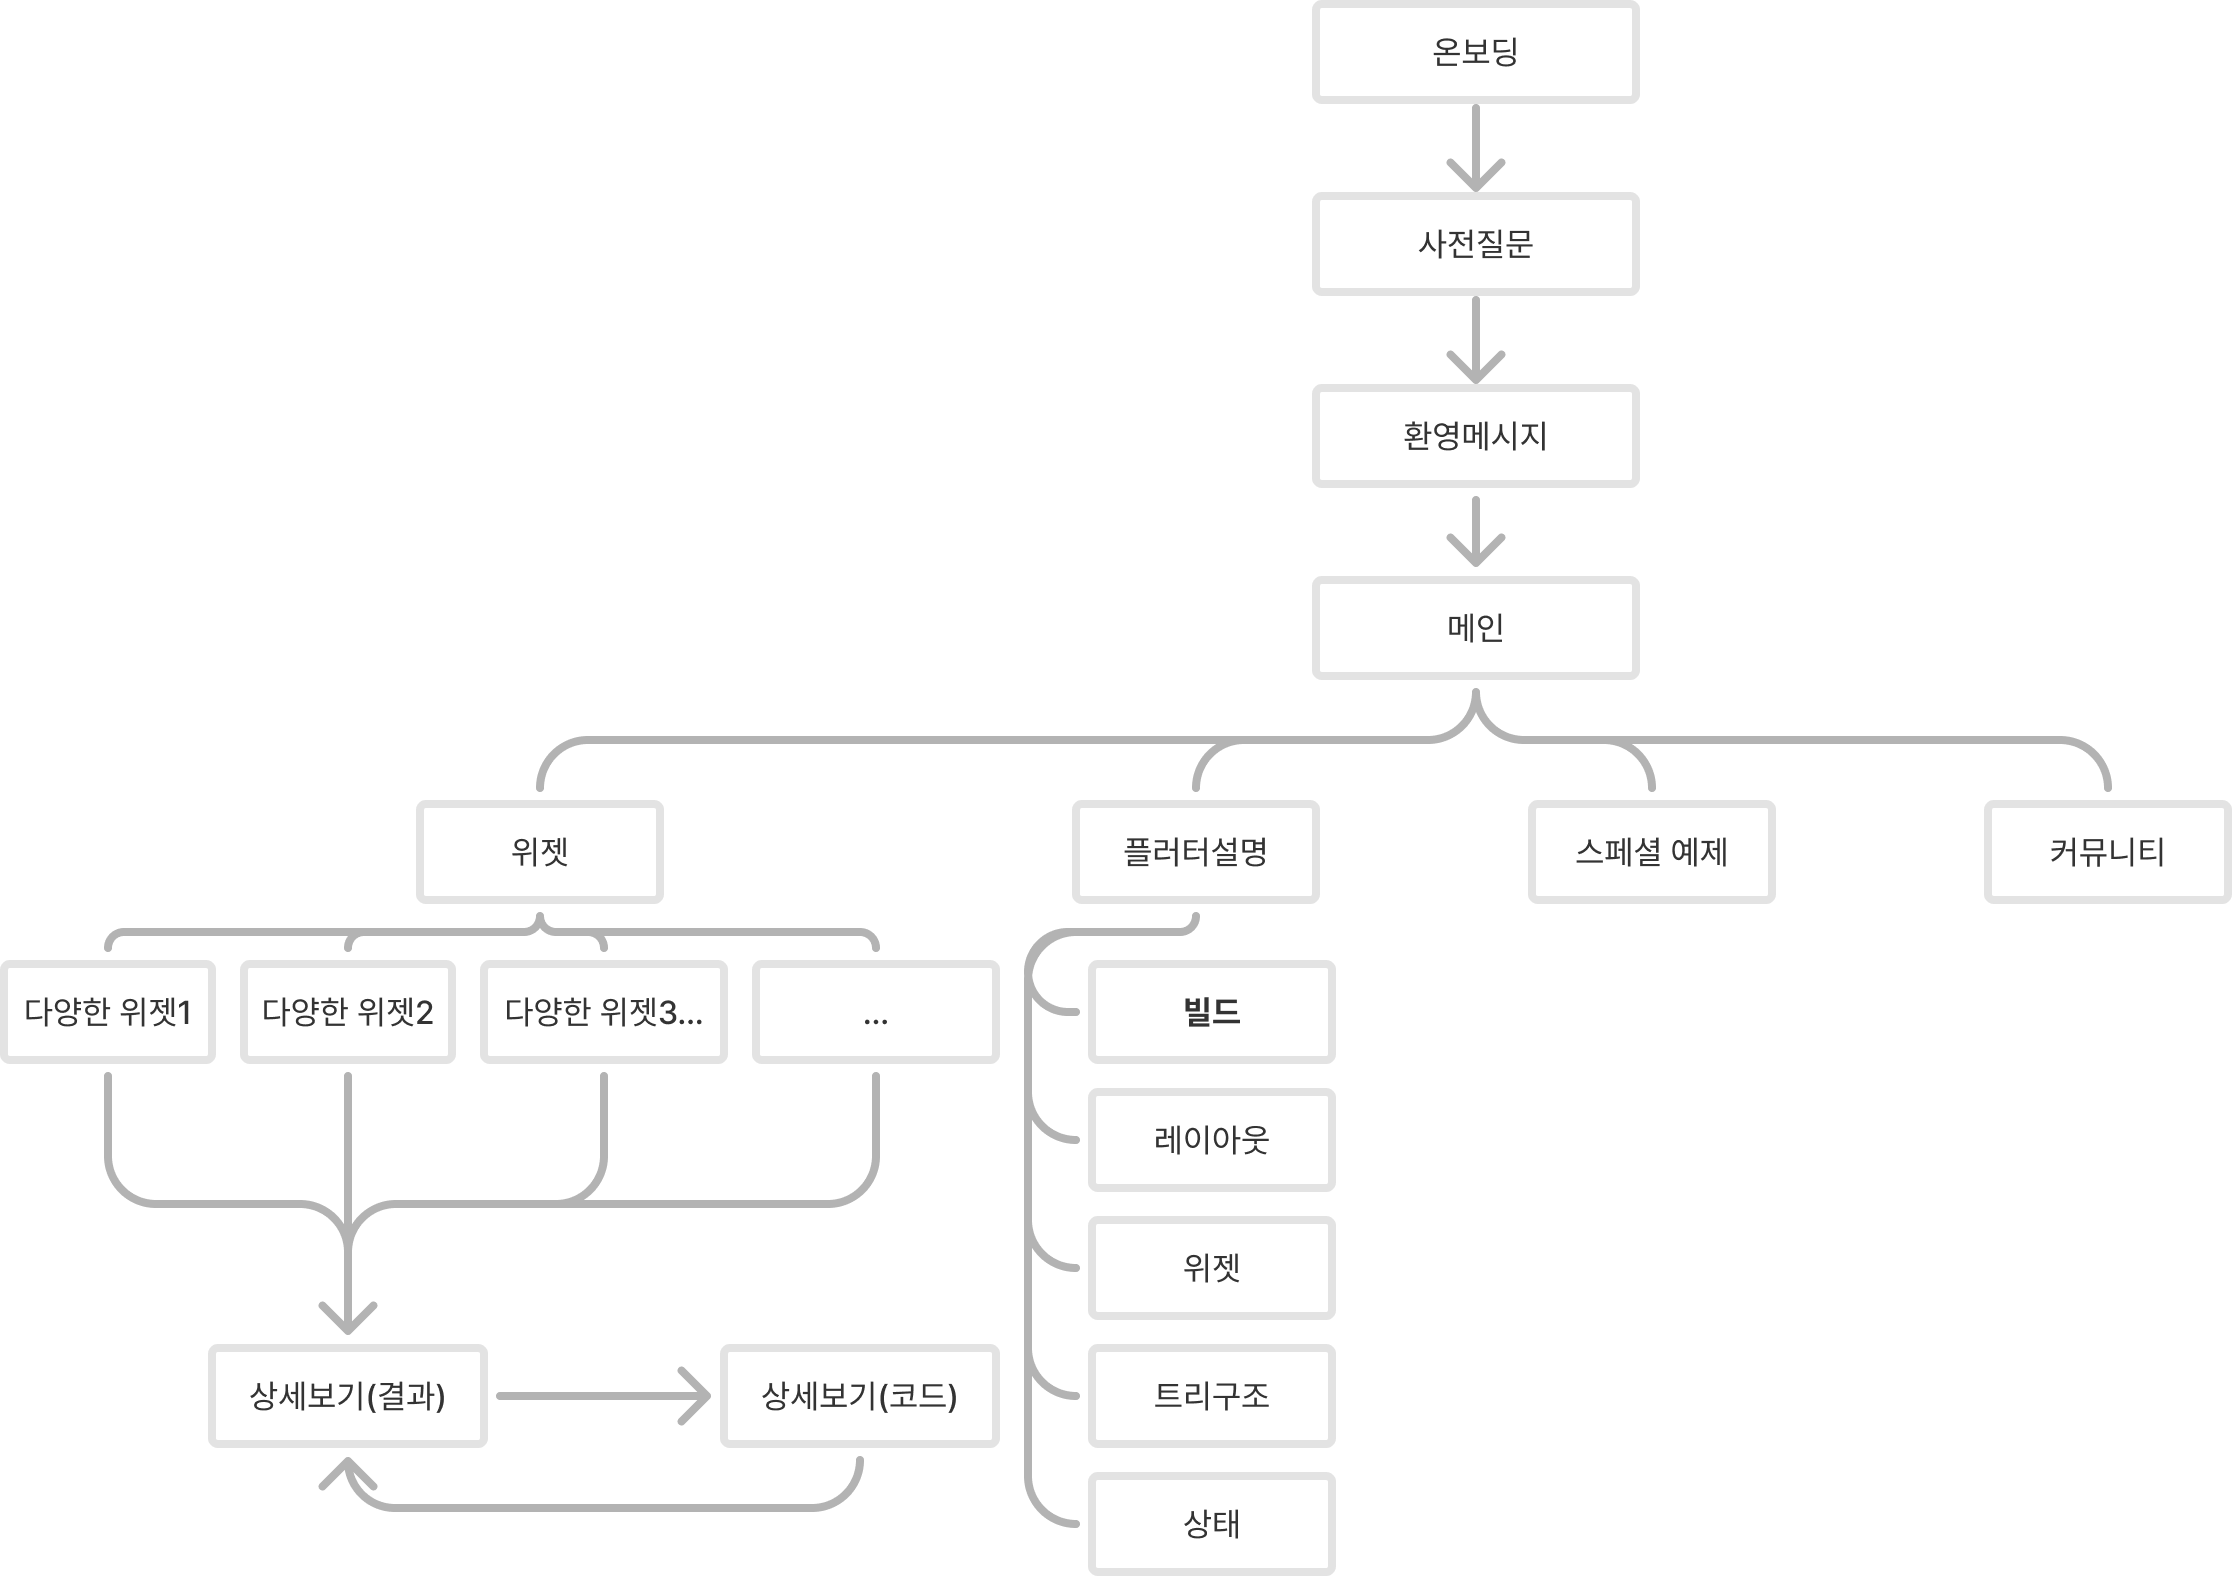 온보딩
사전질문
환영메시지
메인
위젯
플러터설명
스페셜 예제
커뮤니티
다양한 위젯1
다양한 위젯2
다양한 위젯3...
...
빌드
레이아웃
위젯
트리구조
상태
상세보기(결과)
상세보기(코드)